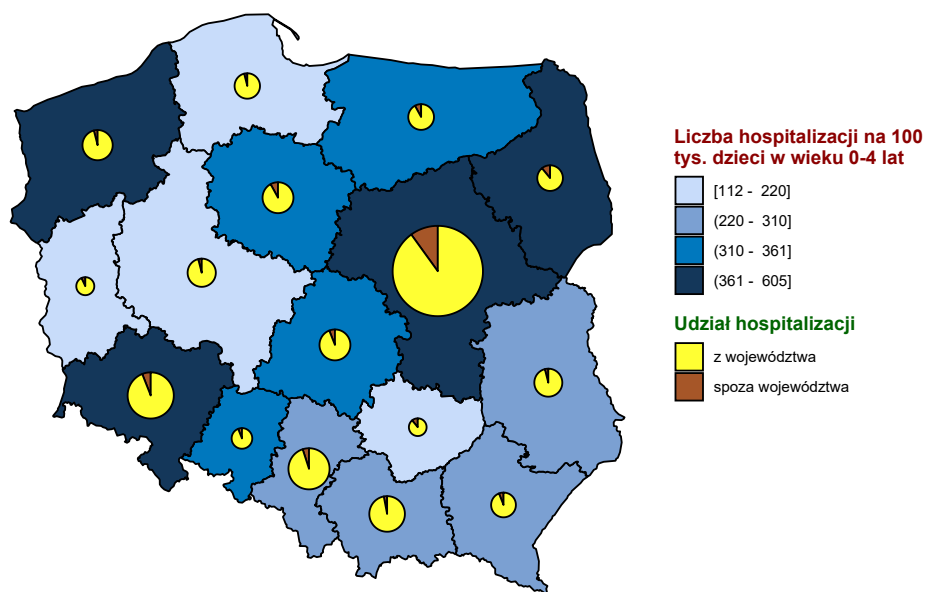 Liczba hospitalizacji na 100
tys. dzieci w wieku 0-4 lat
[112 - 220]
(220 - 310]
(310 - 361]
(361 - 605]
Udział hospitalizacji
z województwa
spoza województwa